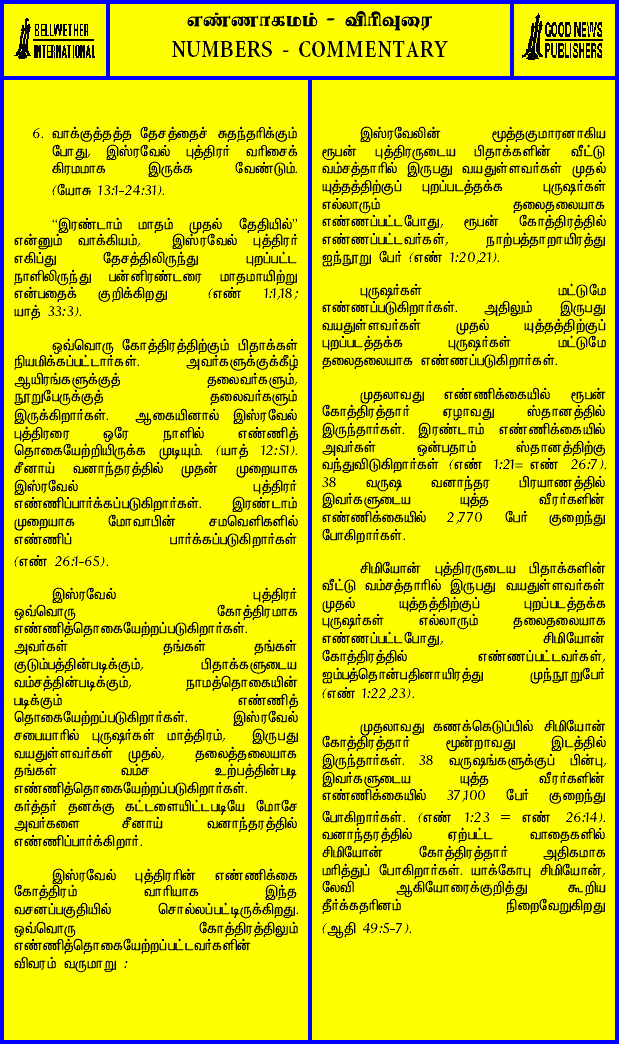 BELLWETHER
INTERNATIONAL
எண்ணாகமம் - விரிவுரை
NUMBERS - COMMENTARY
GOOD NEWS
PUBLISHERS
6. வாக்குத்தத்த தேசத்தைச் சுதந்தரிக்கும்
போது, இஸ்ரவேல் புத்திரர் வரிசைக்
கிரமமாக இருக்க வேண்டும்.
(யோசு 13:1-24:31).
“இரண்டாம் மாதம் முதல் தேதியில்”
என்னும் வாக்கியம், இஸ்ரவேல் புத்திரர்
எகிப்து தேசத்திலிருந்து புறப்பட்ட
நாளிலிருந்து பன்னிரண்டரை மாதமாயிற்று
என்பதைக் குறிக்கிறது (எண் 1:1,18;
யாத் 33:3).
ஒவ்வொரு கோத்திரத்திற்கும் பிதாக்கள்
நியமிக்கப்பட்டார்கள். அவர்களுக்குக்கீழ்
ஆயிரங்களுக்குத் தலைவர்களும்,
நூறுபேருக்குத் தலைவர்களும்
இருக்கிறார்கள். ஆகையினால் இஸ்ரவேல்
புத்திரரை ஒரே நாளில் எண்ணித்
தொகையேற்றியிருக்க முடியும். (யாத் 12:51).
சீனாய் வனாந்தரத்தில் முதன் முறையாக
இஸ்ரவேல் புத்திரர்
எண்ணிப்பார்க்கப்படுகிறார்கள். இரண்டாம்
முறையாக மோவாபின் சமவெளிகளில்
எண்ணிப் பார்க்கப்படுகிறார்கள்
(எண் 26:1-65).
இஸ்ரவேல் புத்திரர்
ஒவ்வொரு கோத்திரமாக
எண்ணித்தொகையேற்றப்படுகிறார்கள்.
அவர்கள் தங்கள் தங்கள்
குடும்பத்தின்படிக்கும், பிதாக்களுடைய
வம்சத்தின்படிக்கும், நாமத்தொகையின்
படிக்கும் எண்ணித்
தொகையேற்றப்படுகிறார்கள். இஸ்ரவேல்
சபையாரில் புருஷர்கள் மாத்திரம், இருபது
வயதுள்ளவர்கள் முதல், தலைத்தலையாக
தங்கள் வம்ச உற்பத்தின்படி
எண்ணித்தொகையேற்றப்படுகிறார்கள்.
கர்த்தர் தனக்கு கட்டளையிட்டபடியே மோசே
அவர்களை சீனாய் வனாந்தரத்தில்
எண்ணிப்பார்க்கிறார்.
இஸ்ரவேல் புத்திரரின் எண்ணிக்கை
கோத்திரம் வாரியாக இந்த
வசனப்பகுதியில் சொல்லப்பட்டிருக்கிறது.
ஒவ்வொரு கோத்திரத்திலும்
எண்ணித்தொகையேற்றப்பட்டவர்களின்
விவரம் வருமாறு :
இஸ்ரவேலின் மூத்தகுமாரனாகிய
ரூபன் புத்திரருடைய பிதாக்களின் வீட்டு
வம்சத்தாரில் இருபது வயதுள்ளவர்கள் முதல்
யுத்தத்திற்குப் புறப்படத்தக்க புருஷர்கள்
எல்லாரும் தலைதலையாக
எண்ணப்பட்டபோது, ரூபன் கோத்திரத்தில்
எண்ணப்பட்டவர்கள், நாற்பத்தாறாயிரத்து
ஐந்நூறு பேர் (எண் 1:20,21).
புருஷர்கள் மட்டுமே
எண்ணப்படுகிறார்கள். அதிலும் இருபது
வயதுள்ளவர்கள் முதல் யுத்தத்திற்குப்
புறப்படத்தக்க புருஷர்கள் மட்டுமே
தலைதலையாக எண்ணப்படுகிறார்கள்.
முதலாவது எண்ணிக்கையில் ரூபன்
கோத்திரத்தார் ஏழாவது ஸ்தானத்தில்
இருந்தார்கள். இரண்டாம் எண்ணிக்கையில்
அவர்கள் ஒன்பதாம் ஸ்தானத்திற்கு
வந்துவிடுகிறார்கள் (எண் 1:21= எண் 26:7).
38 வருஷ வனாந்தர பிரயாணத்தில்
இவர்களுடைய யுத்த வீரர்களின்
எண்ணிக்கையில் 2,770 பேர் குறைந்து
போகிறார்கள்.
சிமியோன் புத்திரருடைய பிதாக்களின்
வீட்டு வம்சத்தாரில் இருபது வயதுள்ளவர்கள்
முதல் யுத்தத்திற்குப் புறப்படத்தக்க
புருஷர்கள் எல்லாரும் தலைதலையாக
எண்ணப்பட்டபோது, சிமியோன்
கோத்திரத்தில் எண்ணப்பட்டவர்கள்,
ஐம்பத்தொன்பதினாயிரத்து முந்நூறுபேர்
(எண் 1:22,23).
முதலாவது கணக்கெடுப்பில் சிமியோன்
கோத்திரத்தார் மூன்றாவது இடத்தில்
இருந்தார்கள். 38 வருஷங்களுக்குப் பின்பு,
இவர்களுடைய யுத்த வீரர்களின்
எண்ணிக்கையில் 37,100 பேர் குறைந்து
போகிறார்கள். (எண் 1:23 = எண் 26:14).
வனாந்தரத்தில் ஏற்பட்ட வாதைகளில்
சிமியோன் கோத்திரத்தார் அதிகமாக
மரித்துப் போகிறார்கள். யாக்கோபு சிமியோன்,
லேவி ஆகியோரைக்குறித்து கூறிய
தீர்க்கதரிசனம் நிறைவேறுகிறது
(ஆதி 49:5-7).